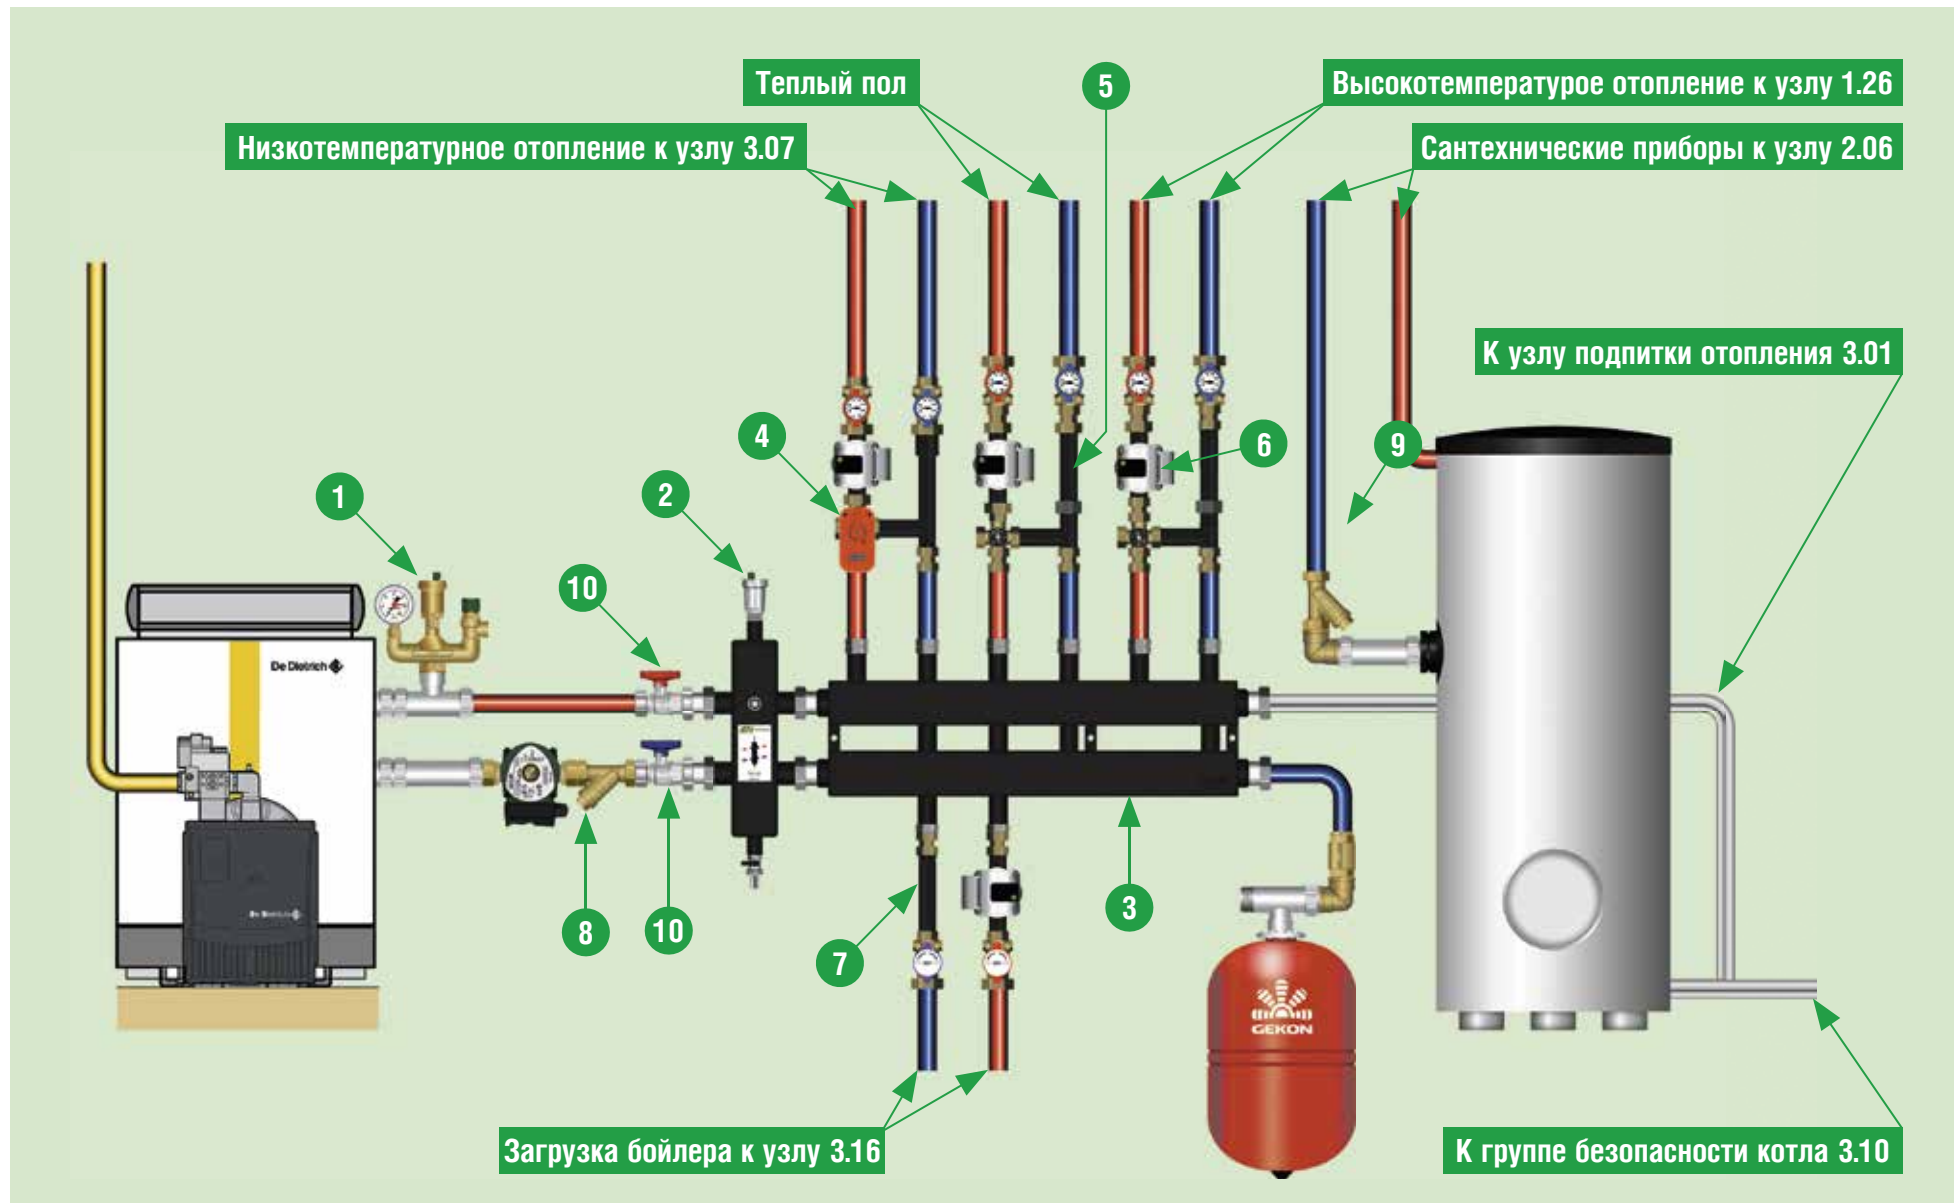 Теплый пол
5
Высокотемпературое отопление к узлу 1.26
Низкотемпературное отопление к узлу 3.07
Сантехнические приборы к узлу 2.06
К узлу подпитки отопления 3.01
4
6
9
1
2
10
De Dietrich
De Dietrich
8
10
7
3
GEKON
Загрузка бойлера к узлу 3.16
К группе безопасности котла 3.10